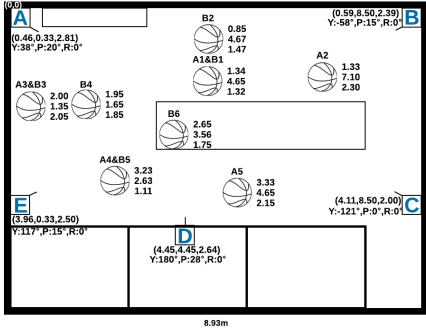 (0,0)
A
(0.46,0.33,2.81)
Y:38°,P:20°,R:0°
(0.59,8.50,2.39)
Y:-58°,P:15°,R:0°
B
B2
0.85
4.67
1.47
A1&B1
1.34
4.65
1.32
A2
1.33
7.10
2.30
A3&B3
2.00
1.35
2.05
B4
1.95
1.65
1.85
B6
2.65
3.56
1.75
A4&B5
3.23
2.63
1.11
A5
3.33
4.65
2.15
E
(3.96,0.33,2.50)
Y:117°,P:15°,R:0°
D
(4.45,4.45,2.64)
Y:180°,P:28°,R:0°
(4.11,8.50,2.00)
Y:-121°,P:0°,R:0°
C
8.93m